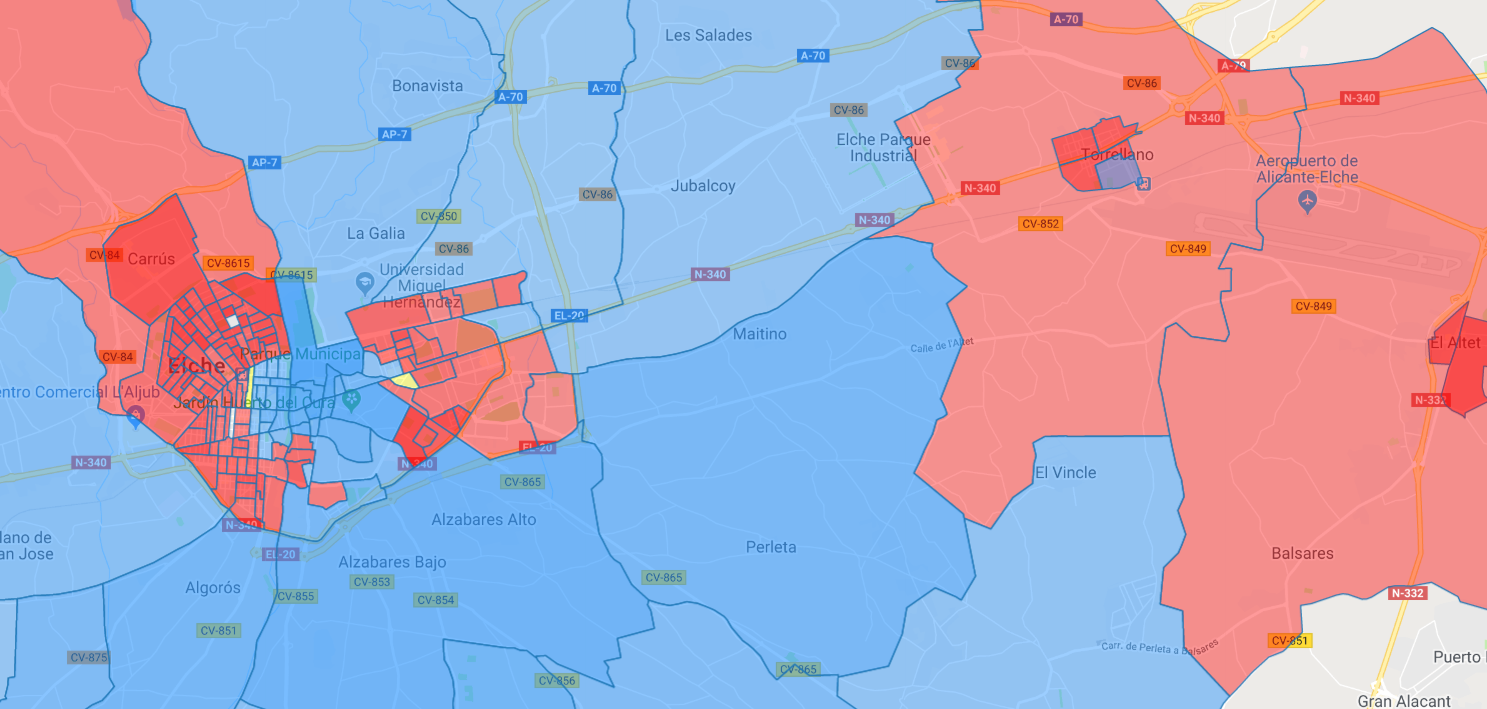 A-70
Les Salades
A-70
CV-86
A-79
Bonavista
A-70
A-70
CV-86
N-340
CV-86
N-340
AP-7
Elche Parque
Industrial
Torrellano
AP-7
Aeropuerto de
Alicante-Elche
Jubalcoy
N-340
CV-86
CV-850
N-340
CV-852
La Galia
CV-86
CV-849
CV-84
Carrús
CV-8615
CV-8615
Universidad
Miguel
Hernández
N-340
CV-849
EL-20
Maitino
Calle de l'Altet
El Altet
CV-84
Parque Municipal
Elche
entro Comercial L'Aljub
Jardín Huerto del Cura
N-332
EL-20
N-340
N-340
El Vincle
CV-865
Alzabares Alto
N-340
lano de
an Jose
EL-20
Perleta
Balsares
Alzabares Bajo
CV-853
CV-865
Algorós
CV-855
CV-854
N-332
CV-851
CV-851
Carr. de Perleta a Balsares
CV-875
Puerto
CV-865
CV-856
Gran Alacant